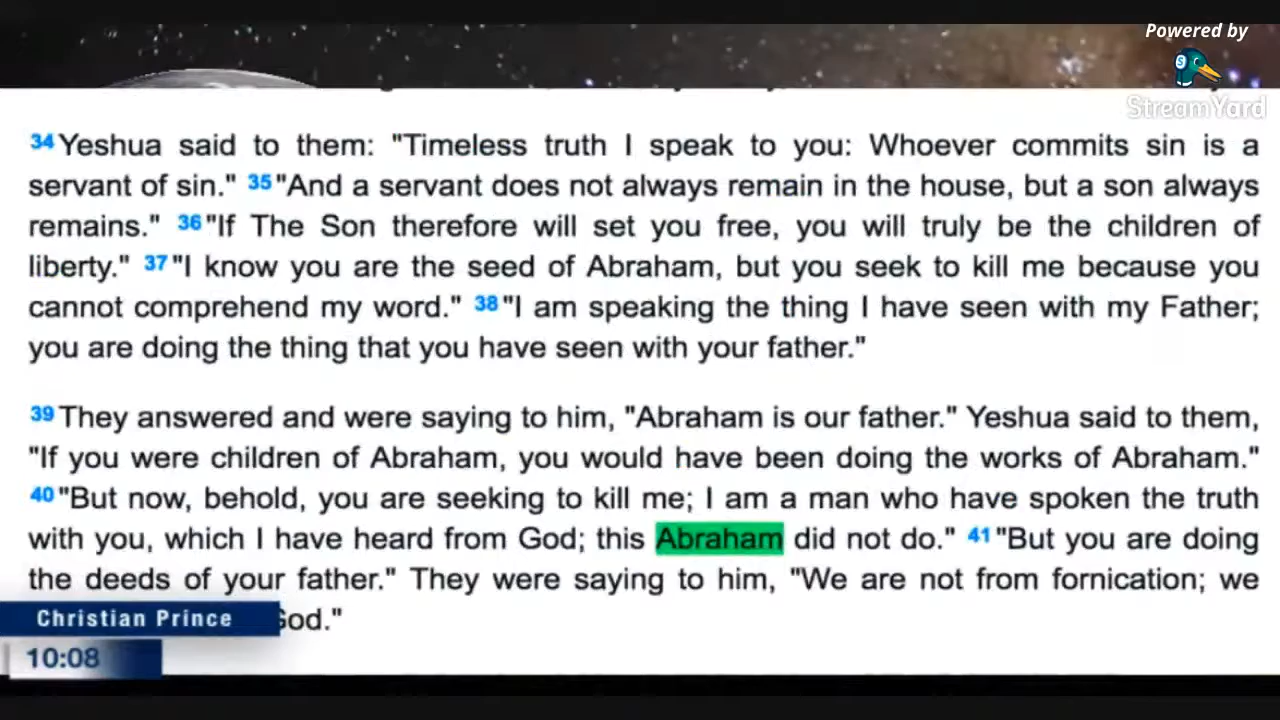 Powered by
StreamYard
34 Yeshua said to them: "Timeless truth I speak to you: Whoever commits sin is a
servant of sin." 35 "And a servant does not always remain in the house, but a son always
remains." 36 "If The Son therefore will set you free, you will truly be the children of
liberty." 37 "I know you are the seed of Abraham, but you seek to kill me because you
cannot comprehend my word." 38 "I am speaking the thing I have seen with my Father;
you are doing the thing that you have seen with your father."
39 They answered and were saying to him, "Abraham is our father." Yeshua said to them,
"If you were children of Abraham, you would have been doing the works of Abraham."
40 "But now, behold, you are seeking to kill me; I am a man who have spoken the truth
with you, which I have heard from God; this Abraham did not do." 41 "But you are doing
the deeds of your father." They were saying to him, "We are not from fornication; we
God."
Christian Prince
10:08